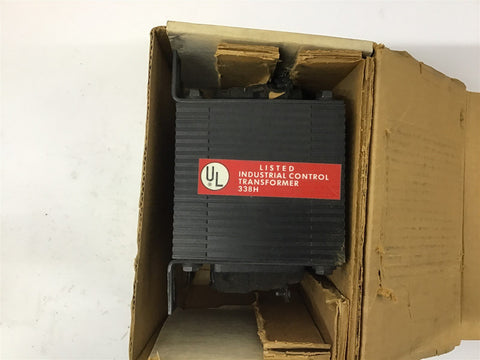 UL
LISTED
INDUSTRIAL CONTROL
TRANSFORMER
338H